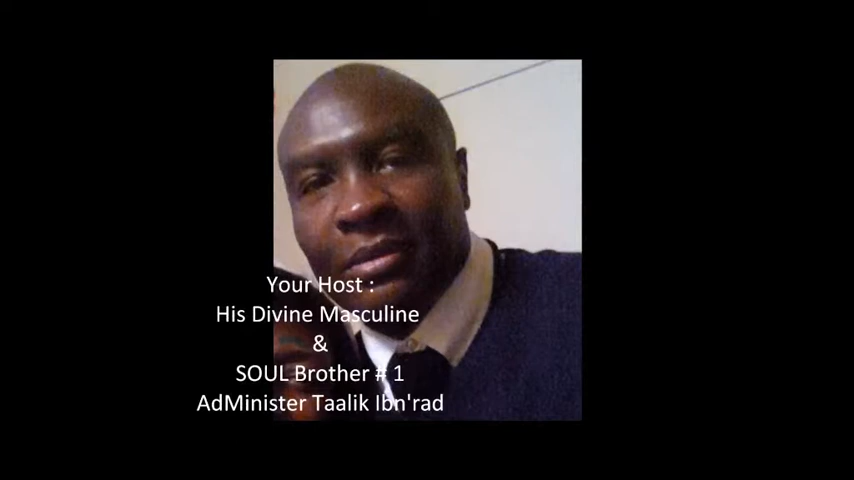 Your Host :
His Divine Masculine
&
SOUL Brother # 1
AdMinister Taalik Ibn'rad